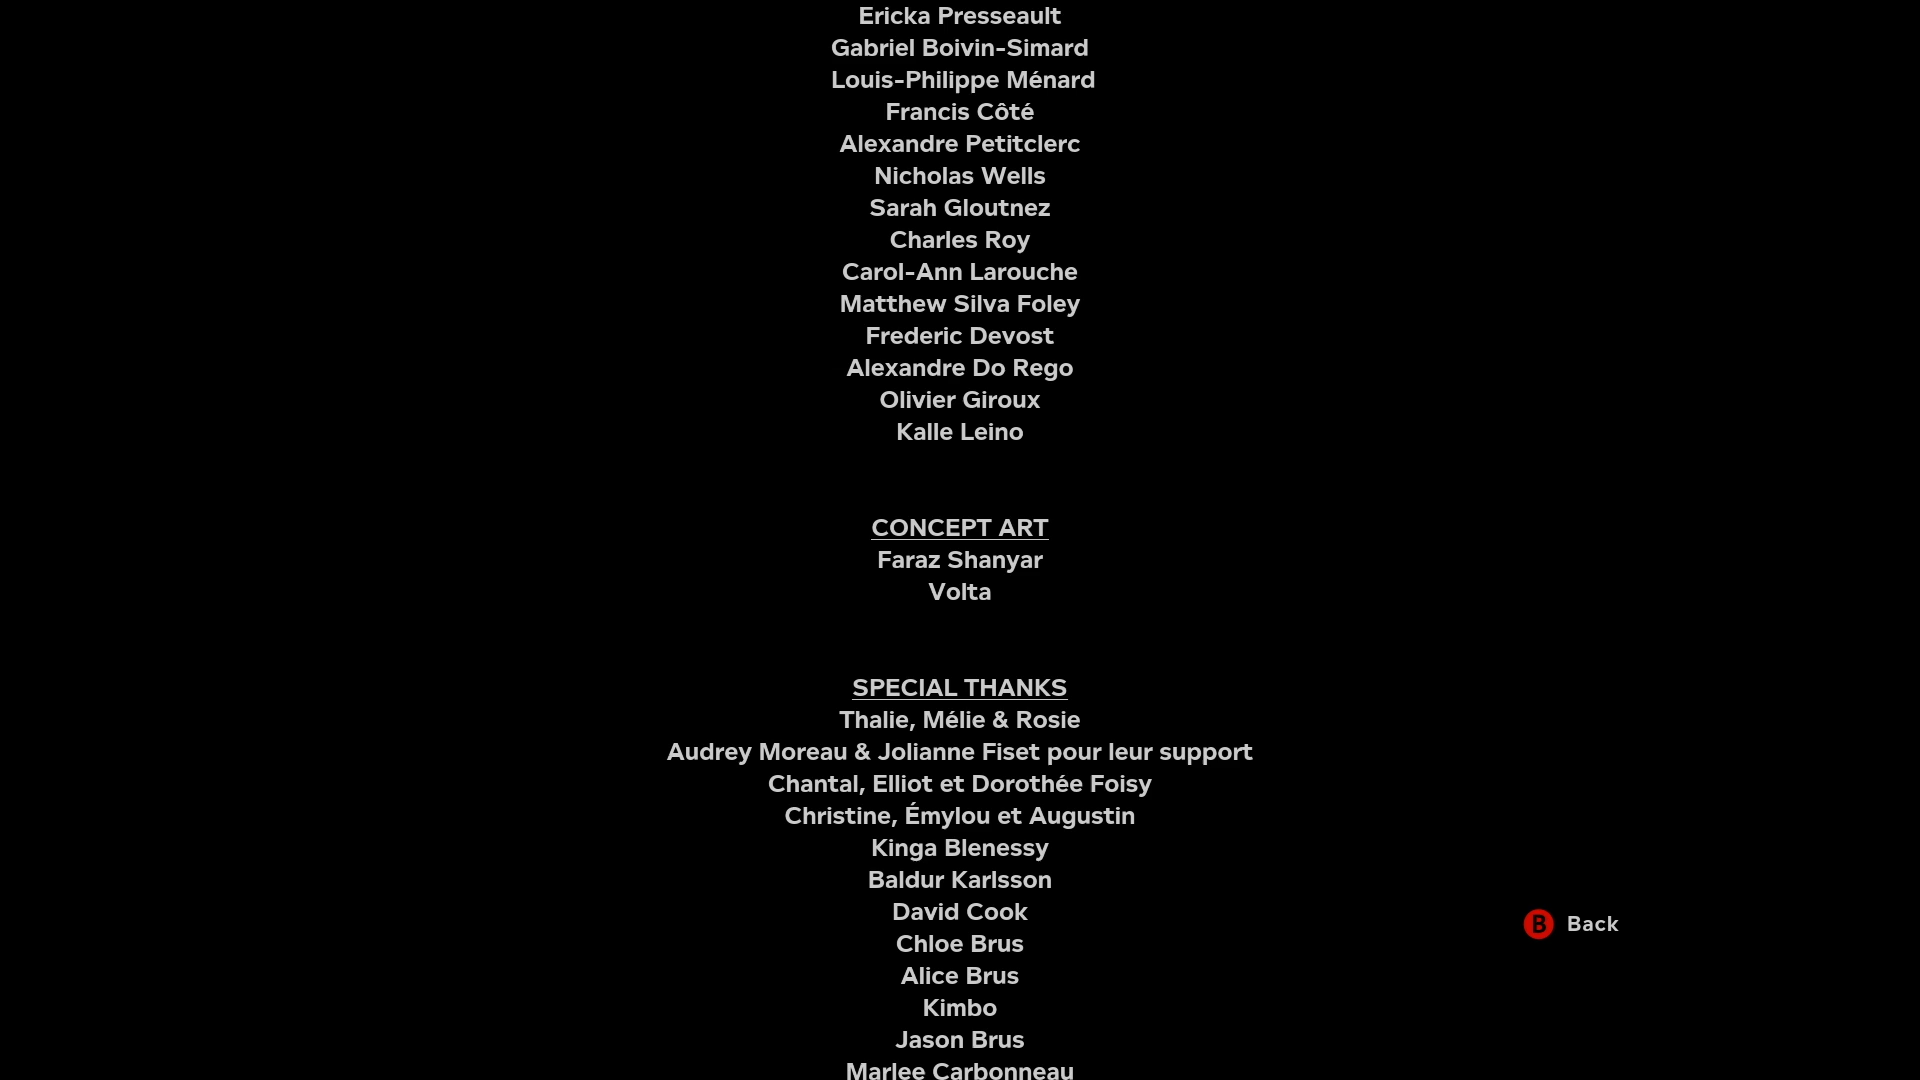 Ericka Presseault
Gabriel Boivin-Simard
Louis-Philippe Ménard
Francis Côté
Alexandre Petitclerc
Nicholas Wells
Sarah Gloutnez
Charles Roy
Carol-Ann Larouche
Matthew Silva Foley
Frederic Devost
Alexandre Do Rego
Olivier Giroux
Kalle Leino
CONCEPT ART
Faraz Shanyar
Volta
SPECIAL THANKS
Thalie, Mélie & Rosie
Audrey Moreau & Jolianne Fiset pour leur support
Chantal, Elliot et Dorothée Foisy
Christine, Émylou et Augustin
Kinga Blenessy
Baldur Karlsson
David Cook
Chloe Brus
B Back
Alice Brus
Kimbo
Jason Brus
Marlee Carbonneau